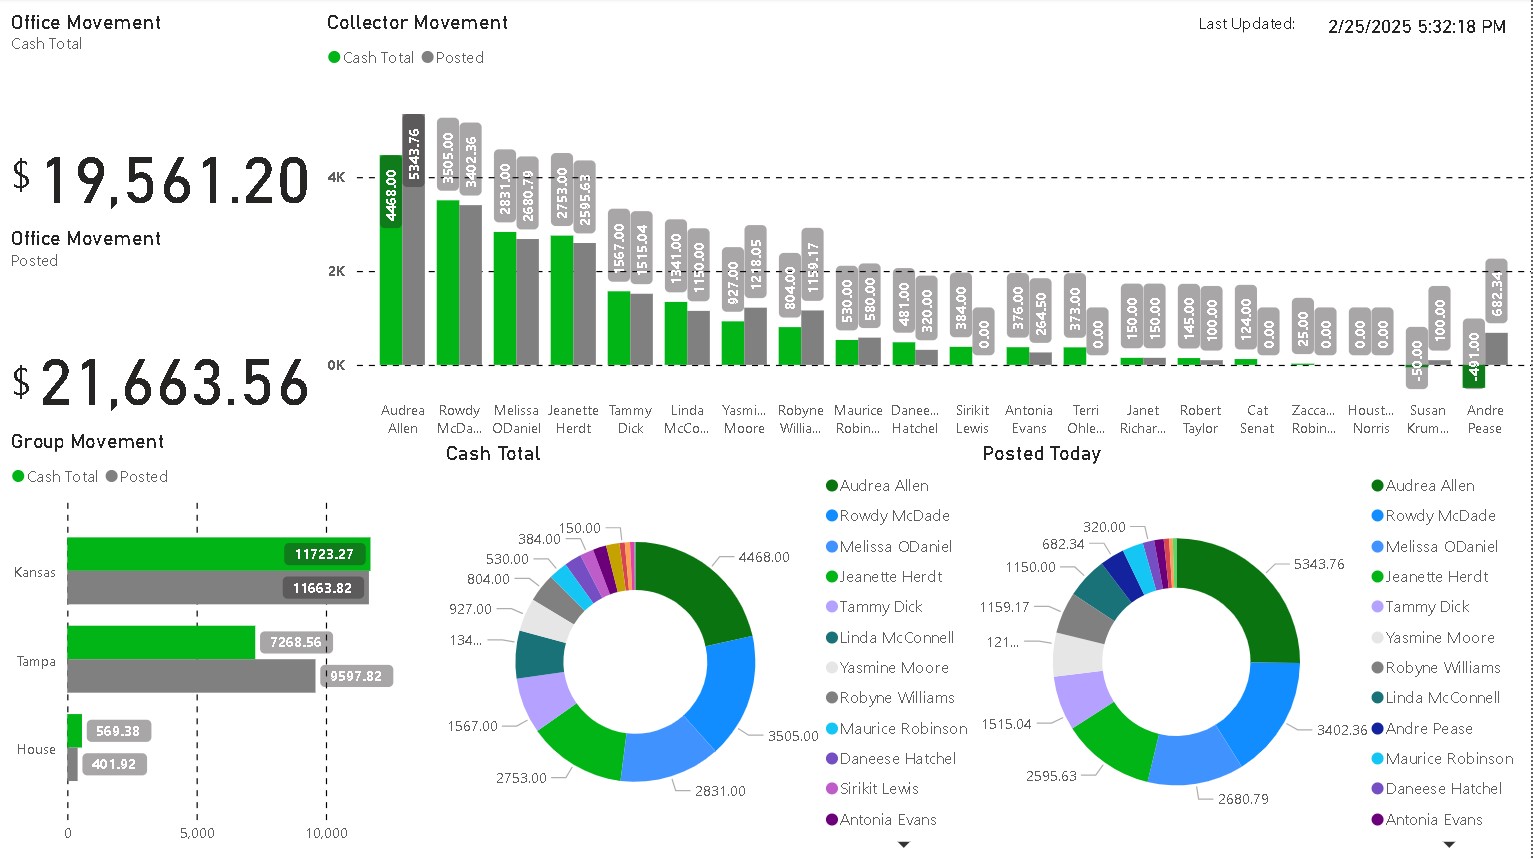 Office Movement
Cash Total
$ 19,561.20
Office Movement
Posted
$ 21,663.56
Collector Movement
Cash Total Posted
Last Updated: 2/25/2025 5:32:18 PM
4K
2K
0K
4468.00 5343.76
3505.00 3402.36
2831.00 2680.79
2753.00 2595.63
1567.00 1515.04
1341.00 1150.00
927.00 1218.05
804.00 1159.17
530.00 580.00
481.00 320.00
384.00 0.00
376.00 264.50
373.00 0.00
150.00 150.00
145.00 100.00
124.00 0.00
25.00 0.00
0.00 0.00
-50.00 100.00
-491.00 682.34
Audrea Allen
Rowdy McDa...
Melissa ODaniel
Jeanette Herdt
Tammy Dick
Linda McCo...
Yasmi... Moore
Robyne Willia...
Maurice Robin...
Danee... Hatchel
Sirikit Lewis
Antonia Evans
Terri Ohle...
Janet Richar...
Robert Taylor
Cat Senat
Zacca... Robin...
Houst... Norris
Susan Krum...
Andre Pease
Group Movement
Cash Total Posted
Kansas
11723.27
11663.82
Tampa
7268.56
9597.82
House
569.38
401.92
0 5,000 10,000
Cash Total
4468.00
3505.00
2831.00
2753.00
1567.00
134...
927.00
804.00
530.00
384.00
150.00
Audrea Allen
Rowdy McDade
Melissa ODaniel
Jeanette Herdt
Tammy Dick
Linda McConnell
Yasmine Moore
Robyne Williams
Maurice Robinson
Daneese Hatchel
Sirikit Lewis
Antonia Evans
Posted Today
5343.76
3402.36
2680.79
2595.63
1515.04
121...
1159.17
1150.00
682.34
320.00
Audrea Allen
Rowdy McDade
Melissa ODaniel
Jeanette Herdt
Tammy Dick
Yasmine Moore
Robyne Williams
Linda McConnell
Andre Pease
Maurice Robinson
Daneese Hatchel
Antonia Evans